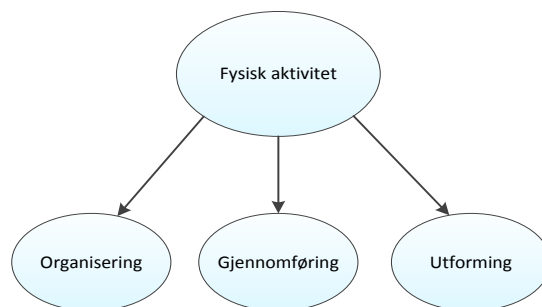 Fysisk aktivitet
Organisering
Gjennomføring
Utforming